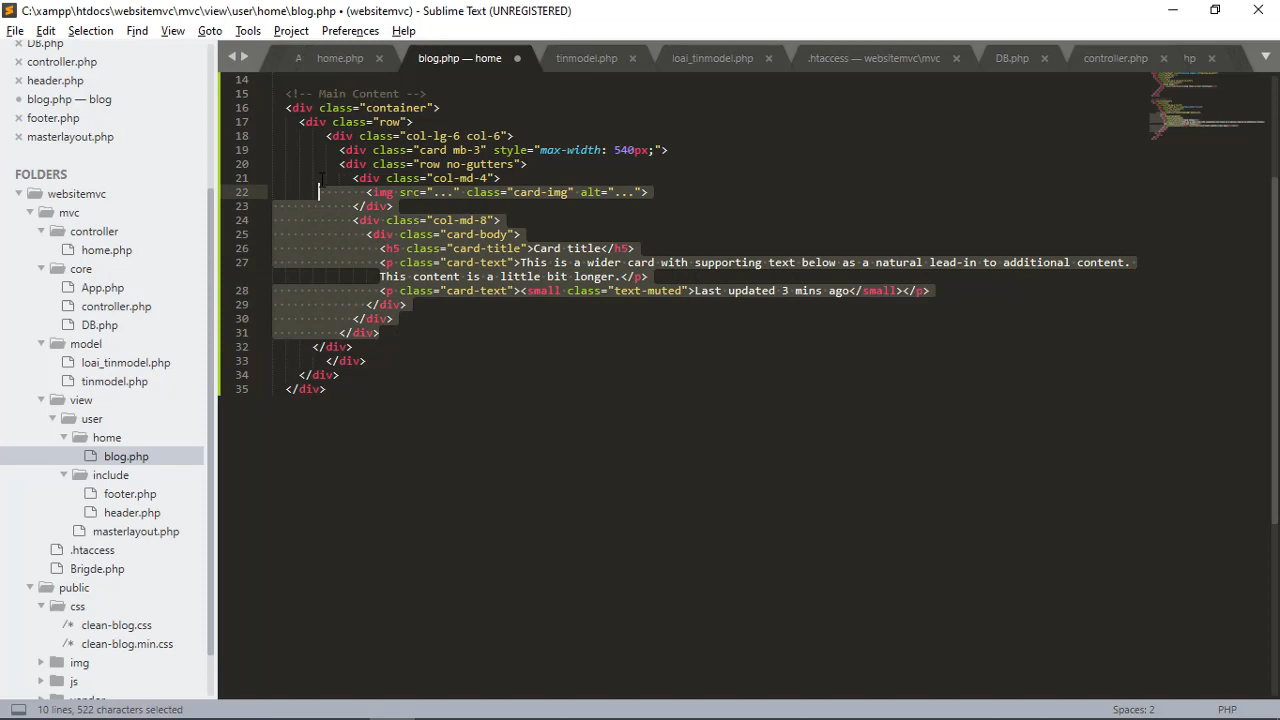 C:\xampp\htdocs\websitemvc\mvc\view\user\home\blog.php • (websitemvc) - Sublime Text (UNREGISTERED)
File Edit Selection Find View Goto Tools Project Preferences Help
home.php
blog.php — home
tinmodel.php
loai_tinmodel.php
.htaccess — websitemvc\mvc
DB.php
controller.php
hp
DB.php
controller.php
header.php
blog.php — blog
footer.php
masterlayout.php
FOLDERS
websitemvc
mvc
controller
home.php
core
App.php
controller.php
DB.php
model
loai_tinmodel.php
tinmodel.php
view
user
home
blog.php
include
footer.php
header.php
masterlayout.php
.htaccess
Brigde.php
public
css
/* clean-blog.css
/* clean-blog.min.css
img
js
vendor
14
15 <!-- Main Content -->
16 <div class="container">
17 <div class="row">
18 <div class="col-lg-6 col-6">
19 <div class="card mb-3" style="max-width: 540px;">
20 <div class="row no-gutters">
21 <div class="col-md-4">
22 <img src="..." class="card-img" alt="...">
23 </div>
24 <div class="col-md-8">
25 <div class="card-body">
26 <h5 class="card-title">Card title</h5>
27 <p class="card-text">This is a wider card with supporting text below as a natural lead-in to additional content.
This content is a little bit longer.</p>
28 <p class="card-text"><small class="text-muted">Last updated 3 mins ago</small></p>
29 </div>
30 </div>
31 </div>
32 </div>
33 </div>
34 </div>
35 </div>
10 lines, 522 characters selected
Spaces: 2
PHP